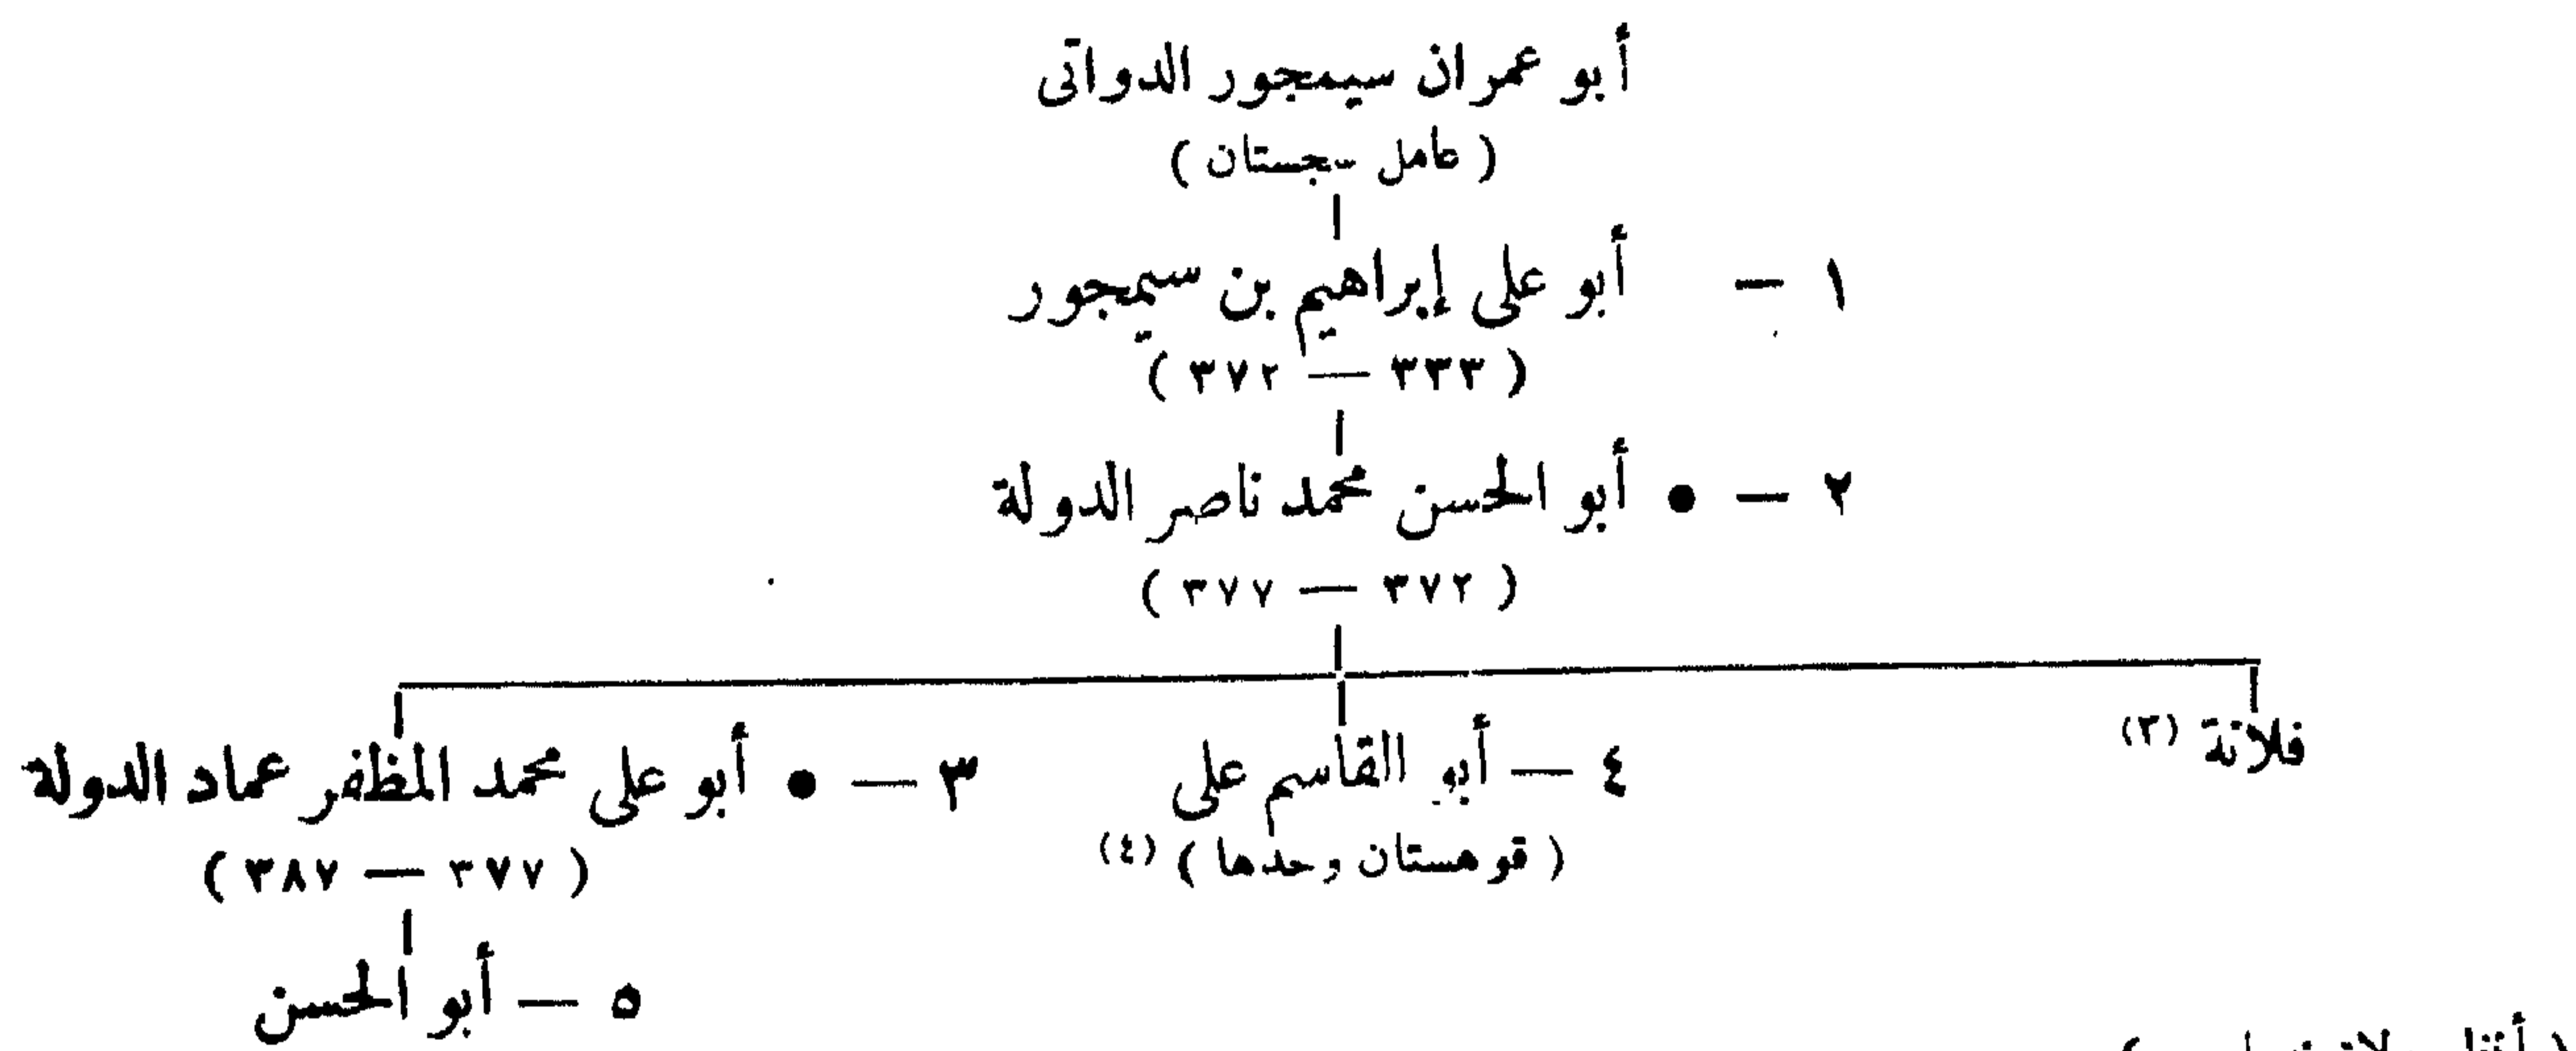 أبو عمران سيمجور الدواتى
( عامل سجستان )
١ - أبو على إبراهيم بن سيمجور
( ٣٣٣ — ٣٧٢ )
٢ — • أبو الحسن محمد ناصر الدولة
( ٣٧٢ — ٣٧٧ )
فلانة (٣)
٤ — أبو القاسم على
( قوهستان وحدها ) (٤)
٣ — • أبو على محمد المظفر عماد الدولة
( ٣٧٧ — ٣٨٧ )
٥ — أبو الحسن